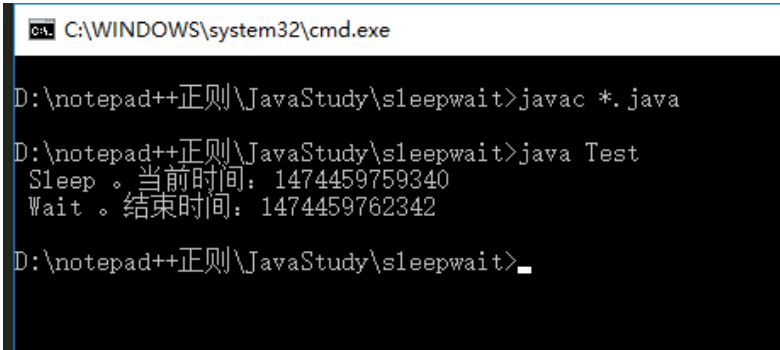 C:\WINDOWS\system32\cmd.exe
D:\notepad++正则\JavaStudy\sleepwait>javac *.java
D:\notepad++正则\JavaStudy\sleepwait>java Test
Sleep 。当前时间：1474459759340
Wait 。结束时间：1474459762342
D:\notepad++正则\JavaStudy\sleepwait>